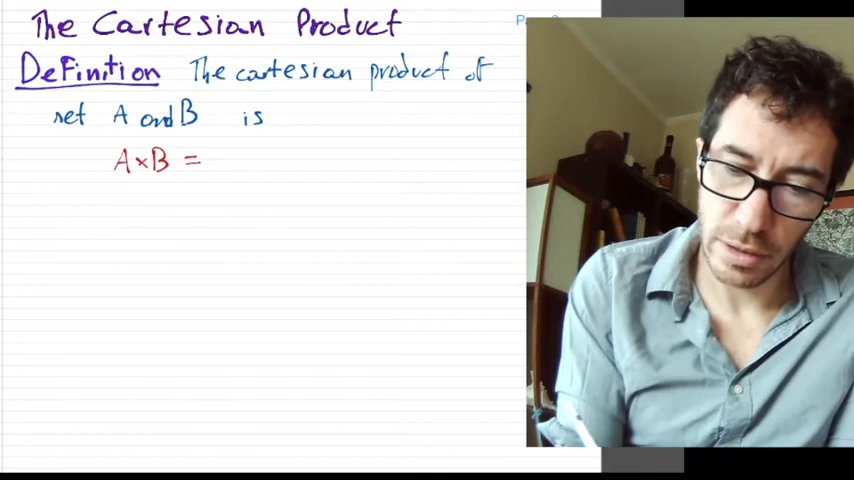 The Cartesian Product
Definition The cartesian product of
set A and B is
A×B =